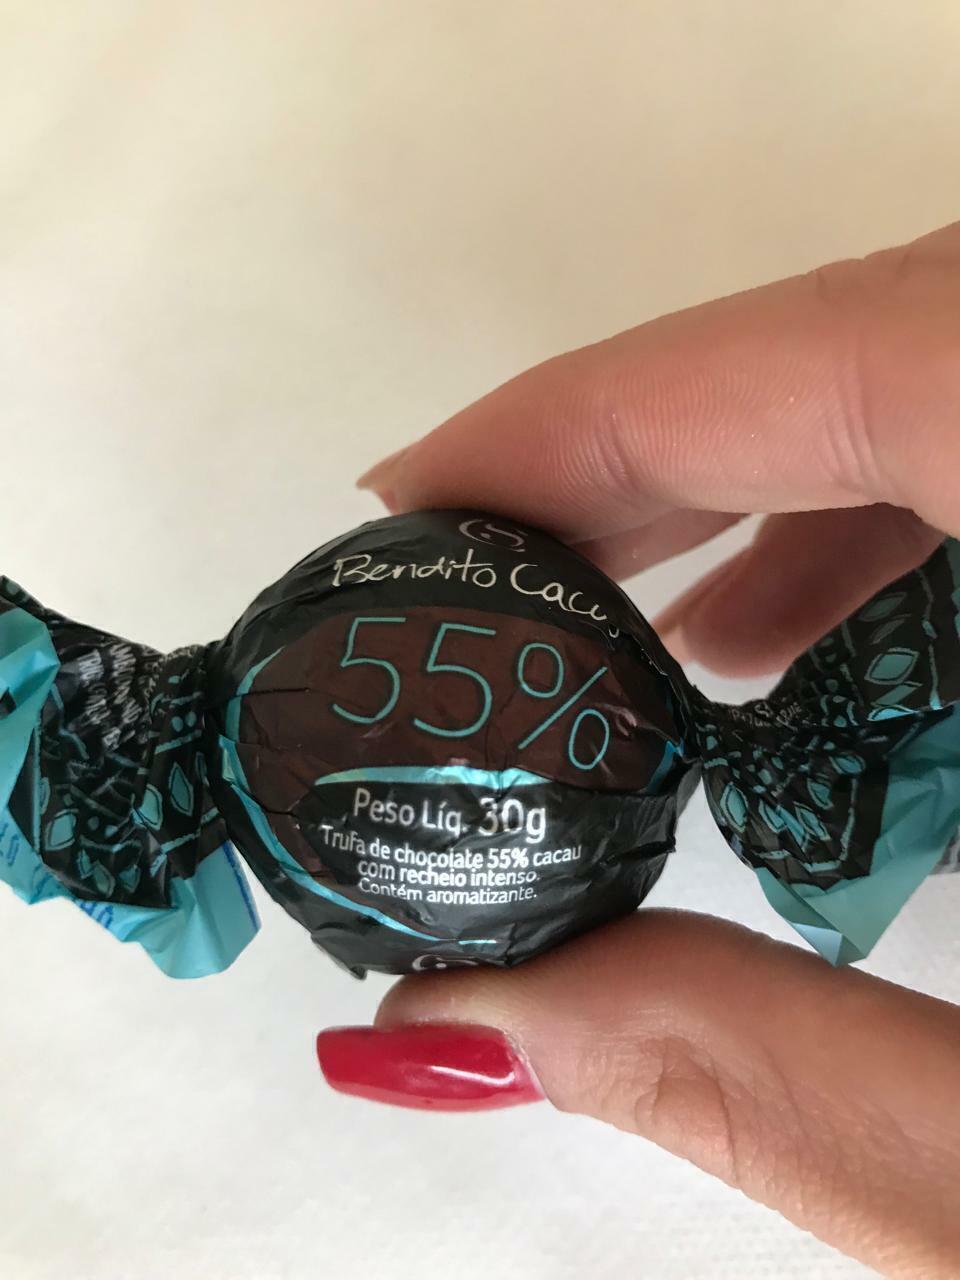 Bendito Cacau
55%
Peso Líq. 30g
Trufa de chocolate 55% cacau
com recheio intenso.
Contém aromatizante.